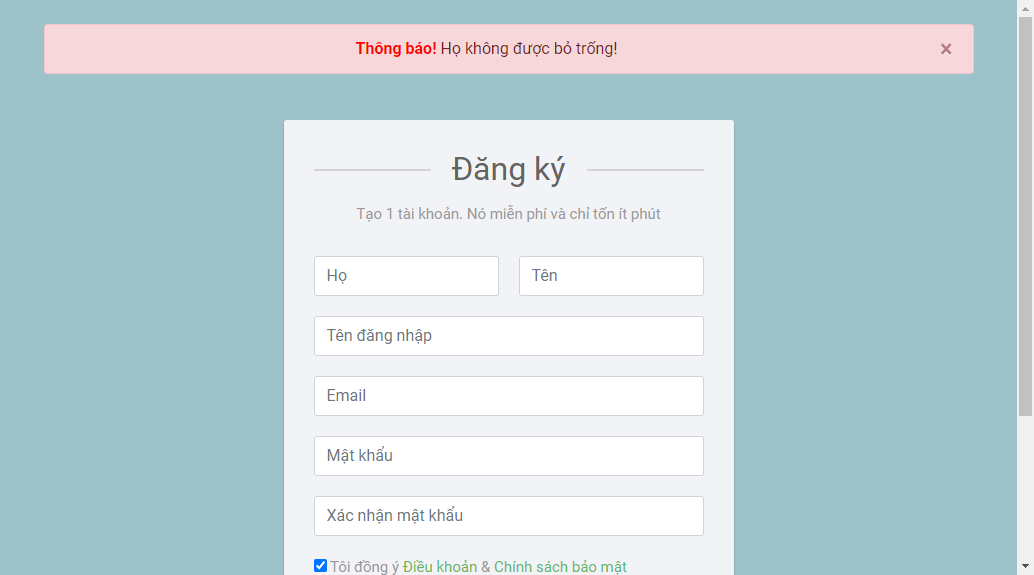 Thông báo! Họ không được bỏ trống! ×
Đăng ký
Tạo 1 tài khoản. Nó miễn phí và chỉ tốn ít phút
Họ Tên
Tên đăng nhập
Email
Mật khẩu
Xác nhận mật khẩu
Tôi đồng ý Điều khoản & Chính sách bảo mật